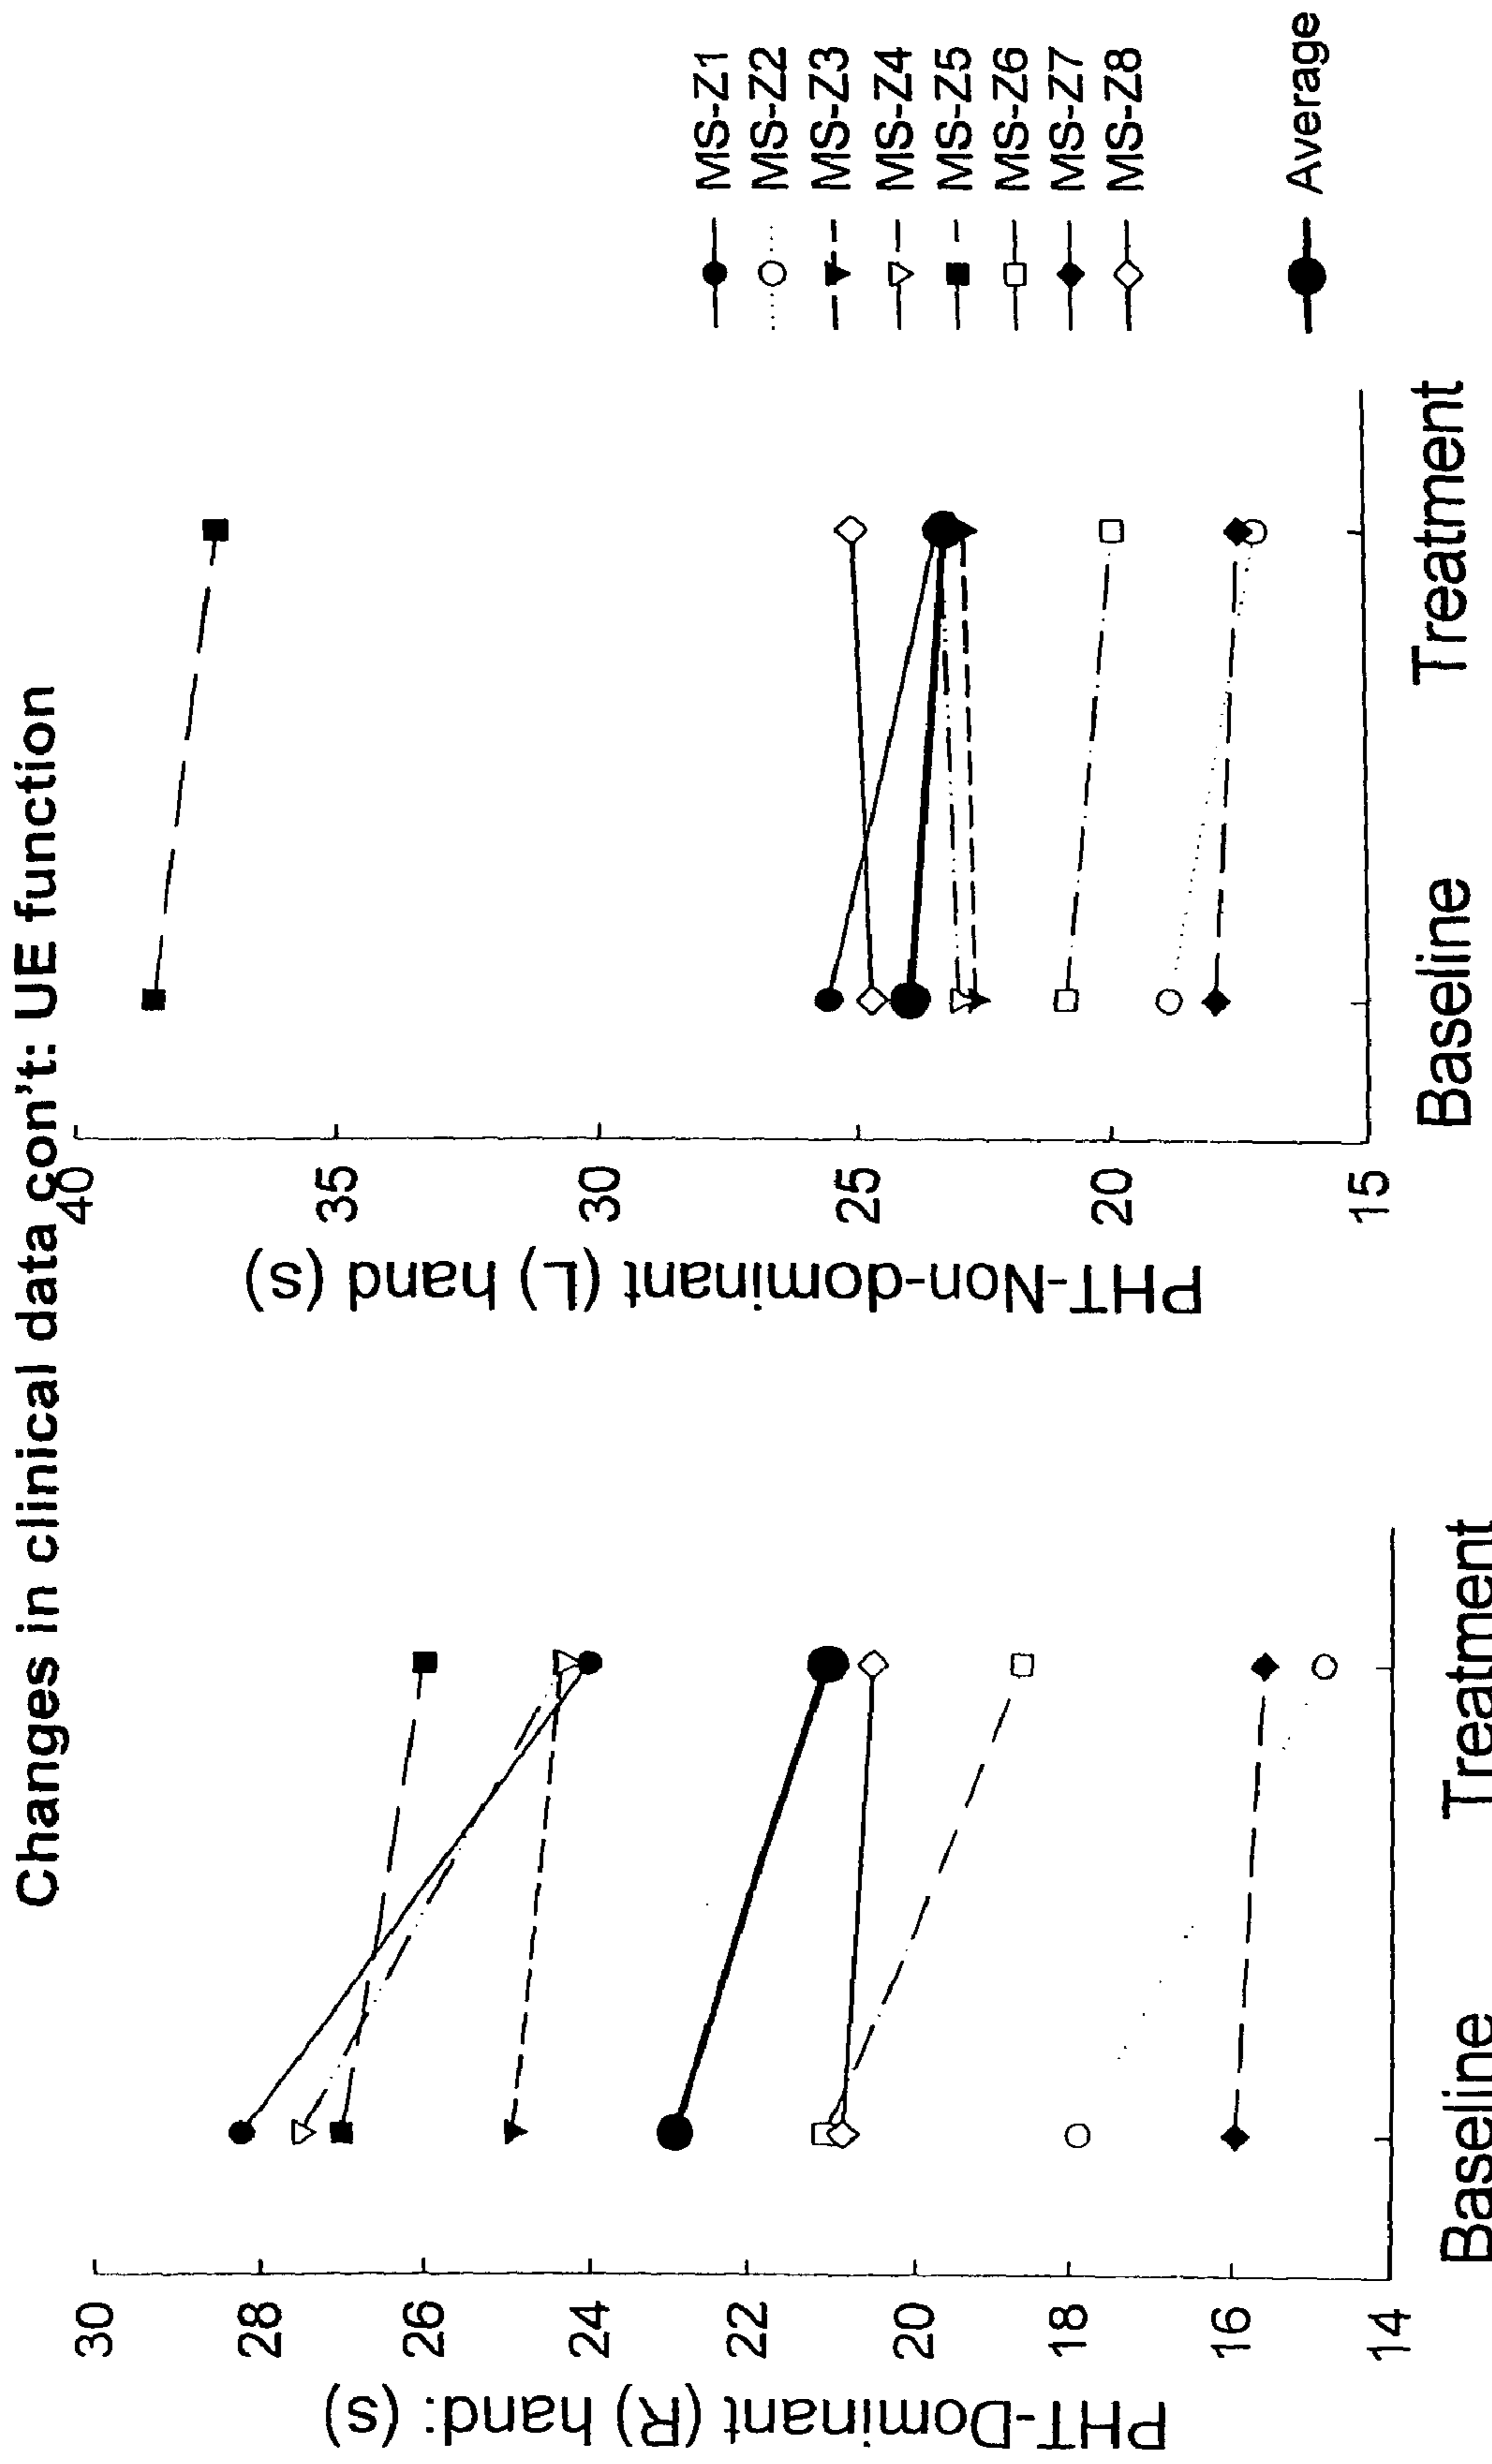 Changes in clinical data con't: UE function
PHT-Dominant (R) hand: (s)
30
28
26
24
22
20
18
16
14
Baseline Treatment
PHT-Non-dominant (L) hand (s)
40
35
30
25
20
15
Baseline Treatment
MS-Z1
MS-Z2
MS-Z3
MS-Z4
MS-Z5
MS-Z6
MS-Z7
MS-Z8
Average